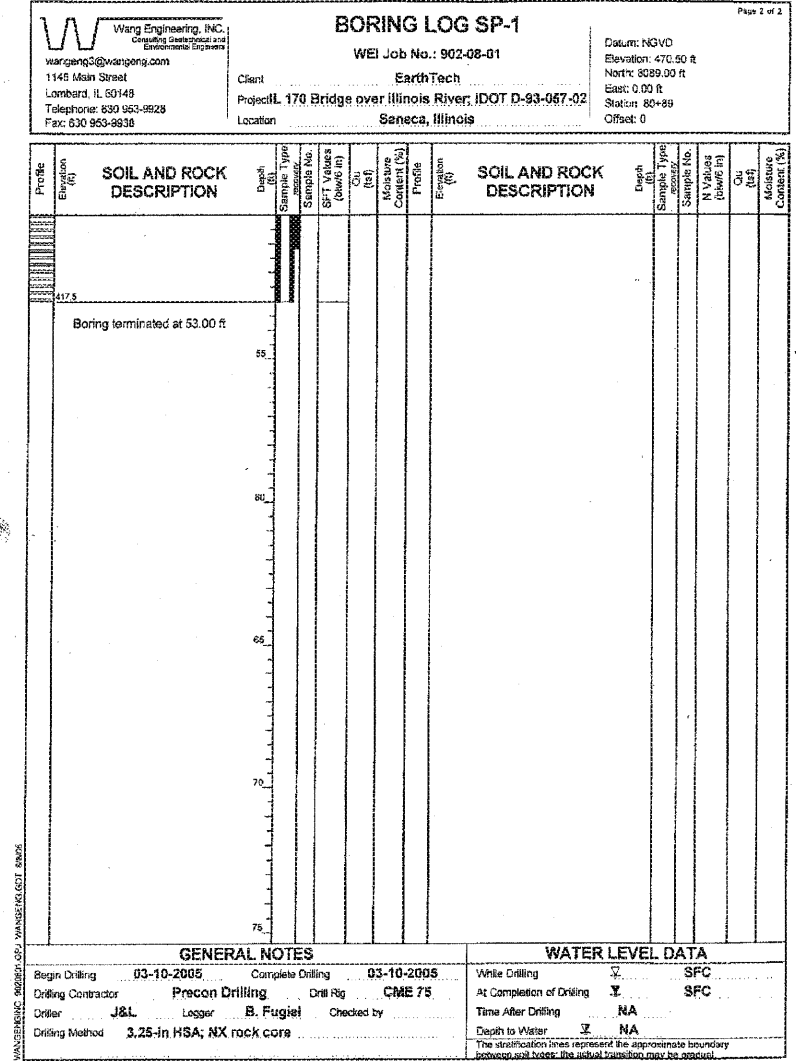 Page 2 of 2
Wang Engineering, INC.
Consulting Geotechnical and
Environmental Engineers
wangeng3@wangeng.com
1145 Main Street
Lombard, IL 60148
Telephone: 630 953-9928
Fax: 630 953-9938
BORING LOG SP-1
WEI Job No.: 902-08-01
Client EarthTech
Project IL 170 Bridge over Illinois River; IDOT D-93-057-02
Location Seneca, Illinois
Datum: NGVD
Elevation: 470.50 ft
North: 8089.00 ft
East: 0.00 ft
Station: 80+89
Offset: 0
Profile
Elevation (ft)
SOIL AND ROCK DESCRIPTION
Depth (ft)
Sample Type
recovery
Sample No.
SPT Values (blw/6 in)
Qu (tsf)
Moisture Content (%)
Profile
Elevation (ft)
SOIL AND ROCK DESCRIPTION
Depth (ft)
Sample Type
recovery
Sample No.
N Values (blw/6 in)
Qu (tsf)
Moisture Content (%)
417.5
Boring terminated at 53.00 ft
55
60
65
70
75
GENERAL NOTES
Begin Drilling 03-10-2005 Complete Drilling 03-10-2005
Drilling Contractor Precon Drilling Drill Rig CME 75
Driller J&L Logger B. Fugiel Checked by
Drilling Method 3.25-in HSA; NX rock core
WATER LEVEL DATA
While Drilling SFC
At Completion of Drilling SFC
Time After Drilling NA
Depth to Water NA
The stratification lines represent the approximate boundary
between soil types; the actual transition may be gradual.
WANGENGINC 9020801.GPJ WANGENG.GDT